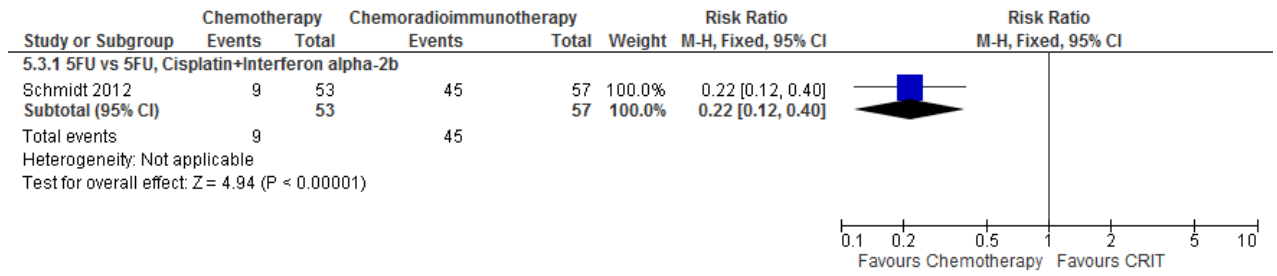 Chemotherapy Chemoradioimmunotherapy Risk Ratio Risk Ratio
Study or Subgroup Events Total Events Total Weight M-H, Fixed, 95% CI M-H, Fixed, 95% CI
5.3.1 5FU vs 5FU, Cisplatin+Interferon alpha-2b
Schmidt 2012 9 53 45 57 100.0% 0.22 [0.12, 0.40]
Subtotal (95% CI) 53 57 100.0% 0.22 [0.12, 0.40]
Total events 9 45
Heterogeneity: Not applicable
Test for overall effect: Z = 4.94 (P < 0.00001)
0.1 0.2 0.5 1 2 5 10
Favours Chemotherapy Favours CRIT